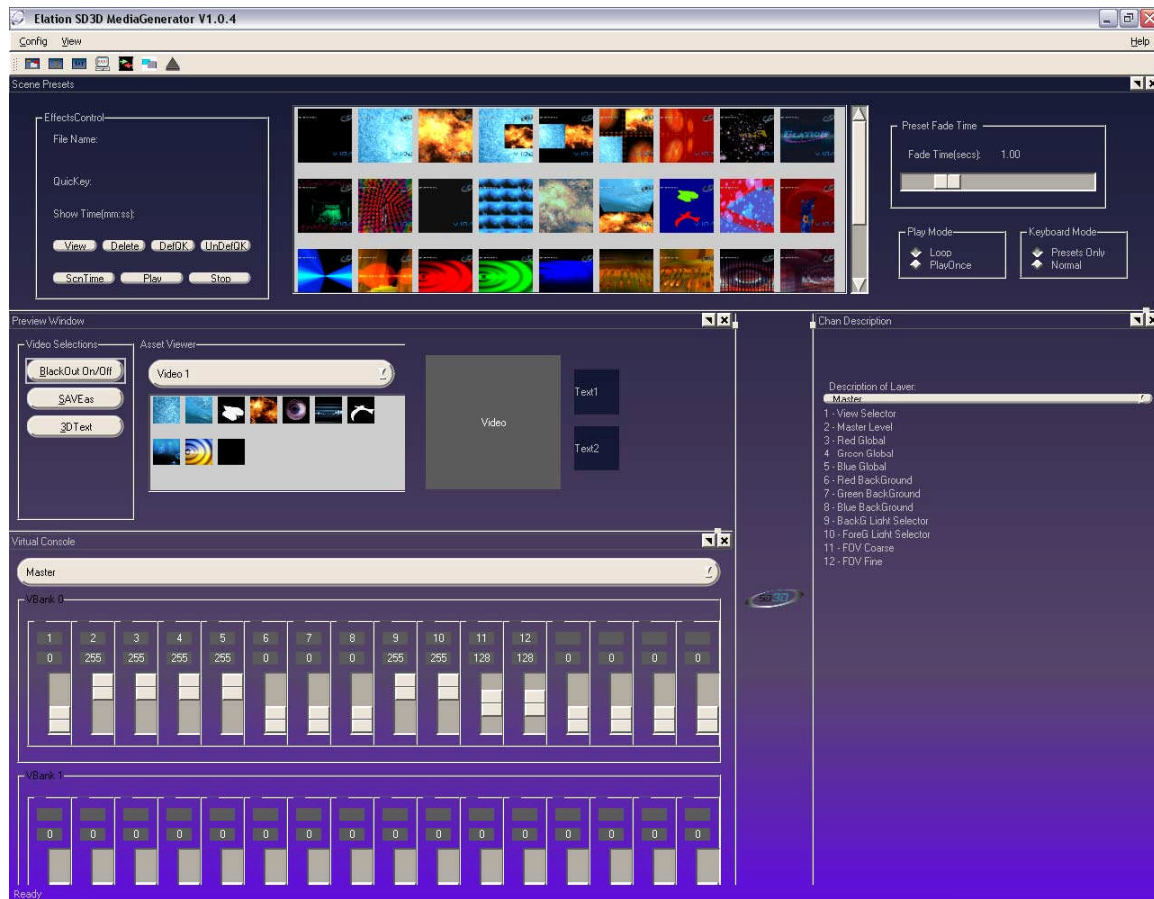 Elation SD3D MediaGenerator V1.0.4
Config View Help
Scene Presets
EffectsControl
File Name:
QuicKey:
Show Time(mm:ss):
View Delete DefQK UnDefQK
ScnTime Play Stop
Preset Fade Time
Fade Time(secs): 1.00
Play Mode
Loop
PlayOnce
Keyboard Mode
Presets Only
Normal
Preview Window
Video Selections
BlackOut On/Off
SAVEas
3DText
Asset Viewer
Video 1
Video
Text1
Text2
Chan Description
Description of Layer:
Master
1 - View Selector
2 - Master Level
3 - Red Global
4 Green Global
5 - Blue Global
6 - Red BackGround
7 - Green BackGround
8 - Blue BackGround
9 - BackG Light Selector
10 - ForeG Light Selector
11 - FOV Coarse
12 - FOV Fine
Virtual Console
Master
VBank 0
1 2 3 4 5 6 7 8 9 10 11 12
0 255 255 255 255 0 0 0 255 255 128 128 0 0 0 0
SD3D
VBank 1
0 0 0 0 0 0 0 0 0 0 0 0 0 0 0 0
Ready